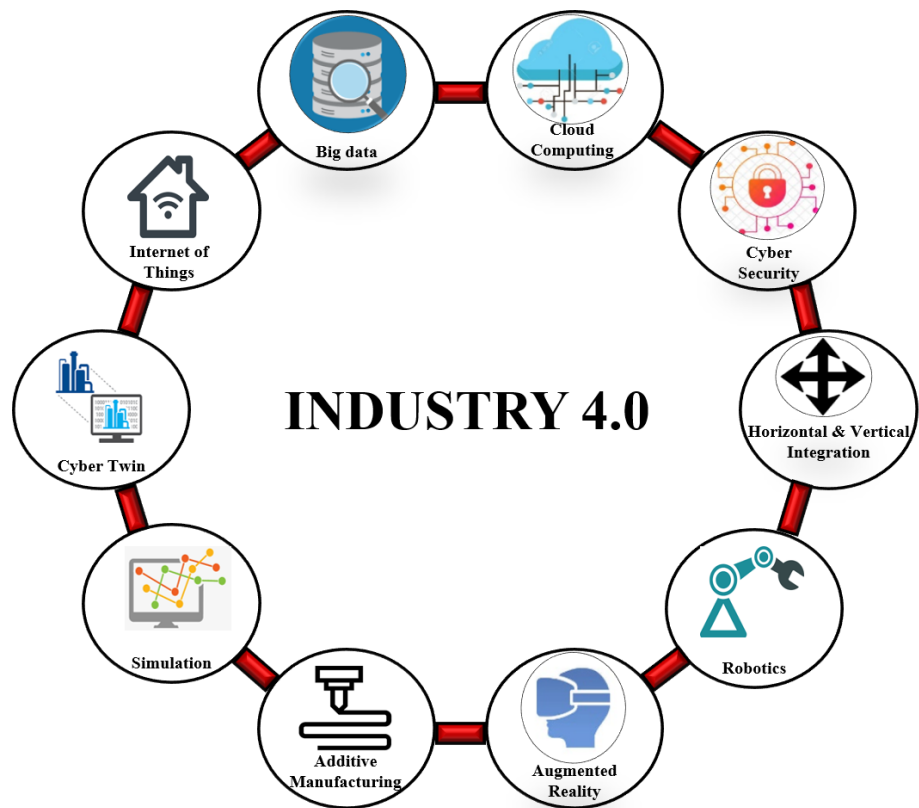 Big data
Cloud
Computing
Internet of
Things
Cyber
Security
Cyber Twin
INDUSTRY 4.0
Horizontal & Vertical
Integration
Simulation
Robotics
Additive
Manufacturing
Augmented
Reality